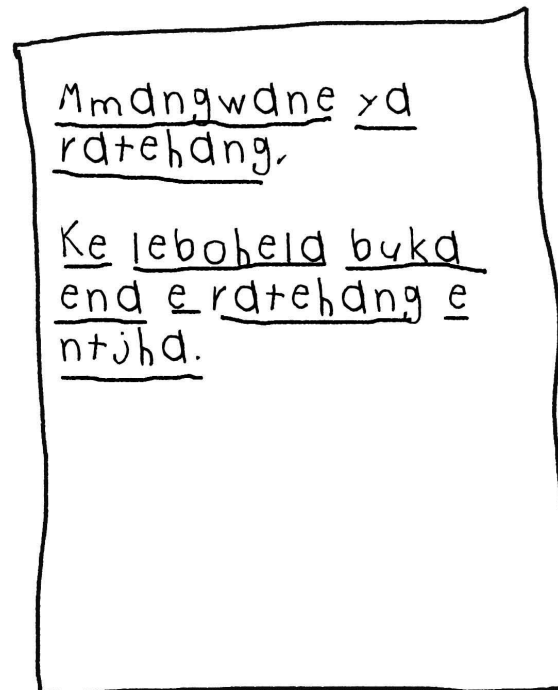 Mmangwane ya
ratehang,
Ke lebohela buka
ena e ratehang e
ntjha.